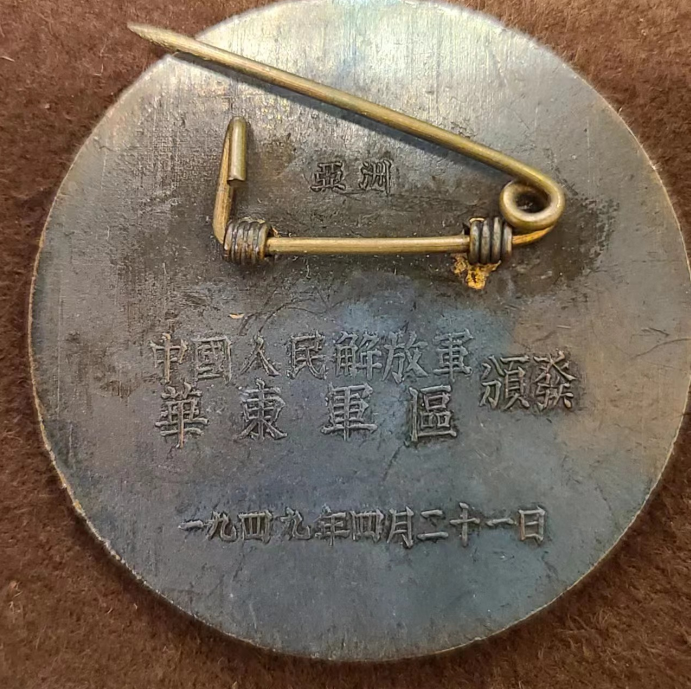 亞洲
中國人民解放軍
華東軍區
頒發
一九四九年四月二十一日